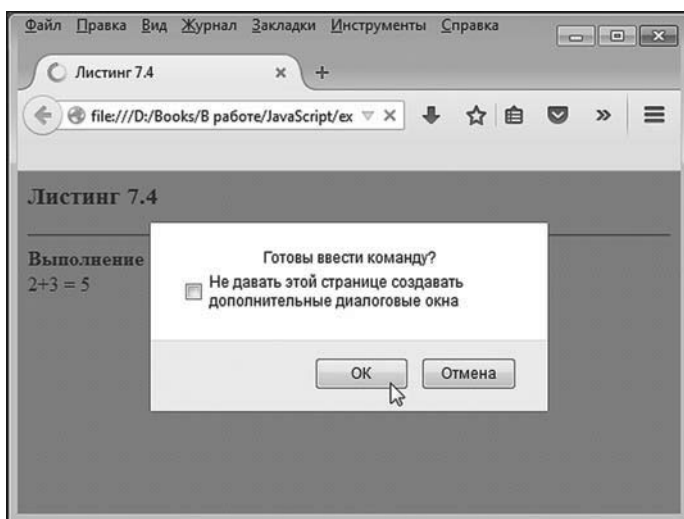 Файл Правка Вид Журнал Закладки Инструменты Справка
Листинг 7.4
file:///D:/Books/В работе/JavaScript/ex
Листинг 7.4
Выполнение
2+3 = 5
Готовы ввести команду?
Не давать этой странице создавать
дополнительные диалоговые окна
ОК
Отмена